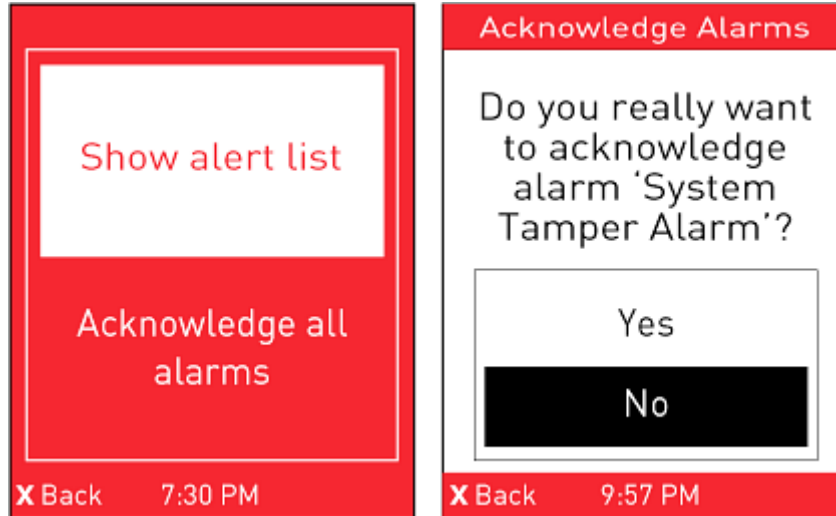 Show alert list
Acknowledge all
alarms
X Back 7:30 PM
Acknowledge Alarms
Do you really want
to acknowledge
alarm ‘System
Tamper Alarm’?
Yes
No
X Back 9:57 PM